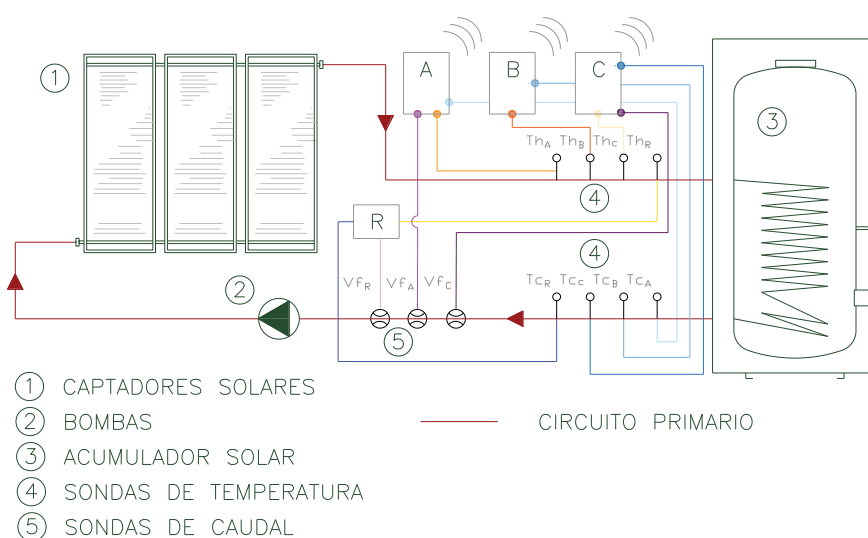 1
A B C
3
Th_A Th_B Th_C Th_R
4
R
4
2
Vf_R Vf_A Vf_C
Tc_R Tc_C Tc_B Tc_A
5
1 CAPTADORES SOLARES
2 BOMBAS
CIRCUITO PRIMARIO
3 ACUMULADOR SOLAR
4 SONDAS DE TEMPERATURA
5 SONDAS DE CAUDAL